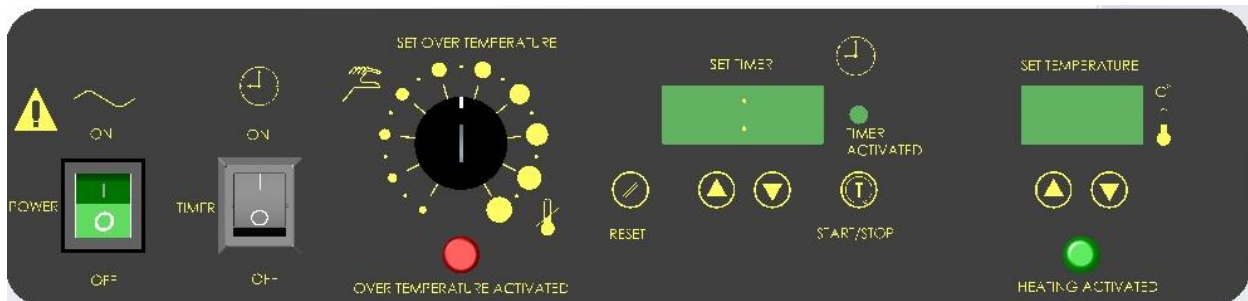 SET OVER TEMPERATURE
SET TIMER
SET TEMPERATURE
C°
ON
ON
TIMER
ACTIVATED
I
O
I
O
POWER
TIMER
T
RESET
START/STOP
OFF
OFF
OVER TEMPERATURE ACTIVATED
HEATING ACTIVATED